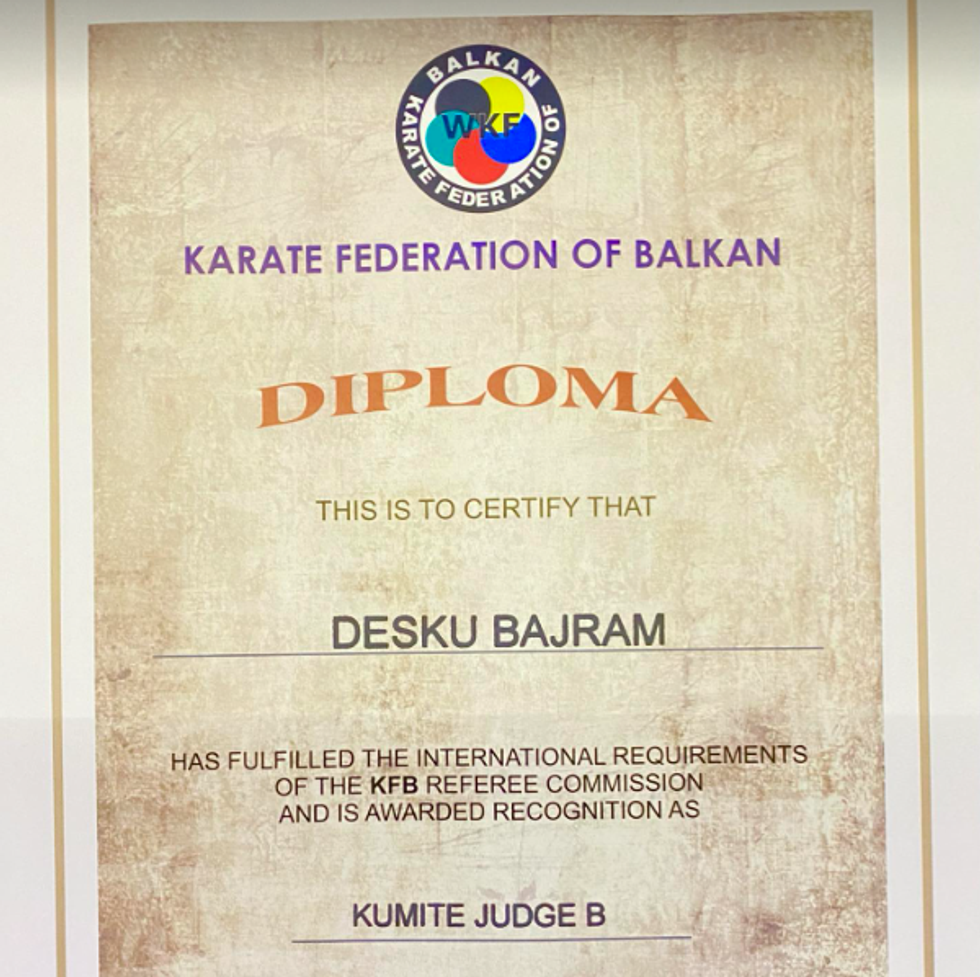 BALKAN
KARATE FEDERATION OF
WKF
KARATE FEDERATION OF BALKAN
DIPLOMA
THIS IS TO CERTIFY THAT
DESKU BAJRAM
HAS FULFILLED THE INTERNATIONAL REQUIREMENTS
OF THE KFB REFEREE COMMISSION
AND IS AWARDED RECOGNITION AS
KUMITE JUDGE B